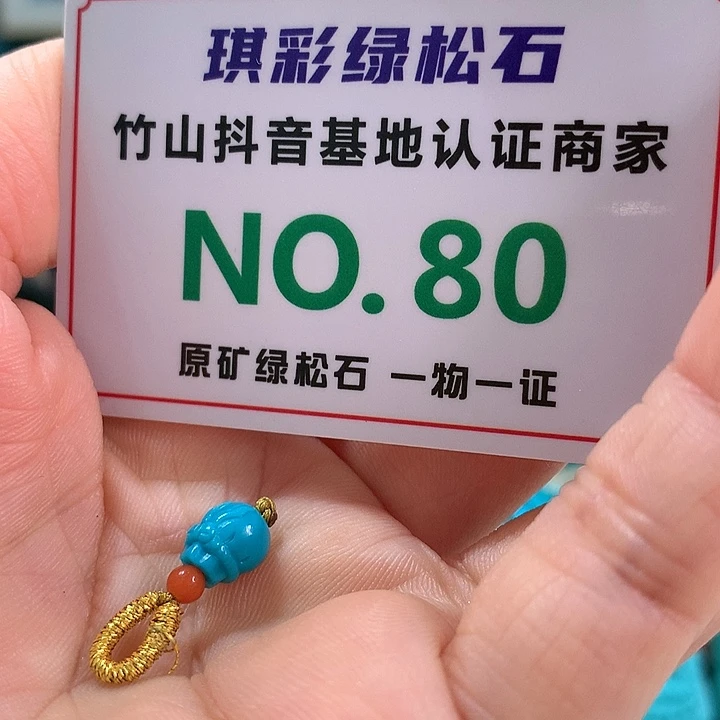 琪彩绿松石
竹山抖音基地认证商家
NO.80
原矿绿松石 一物一证